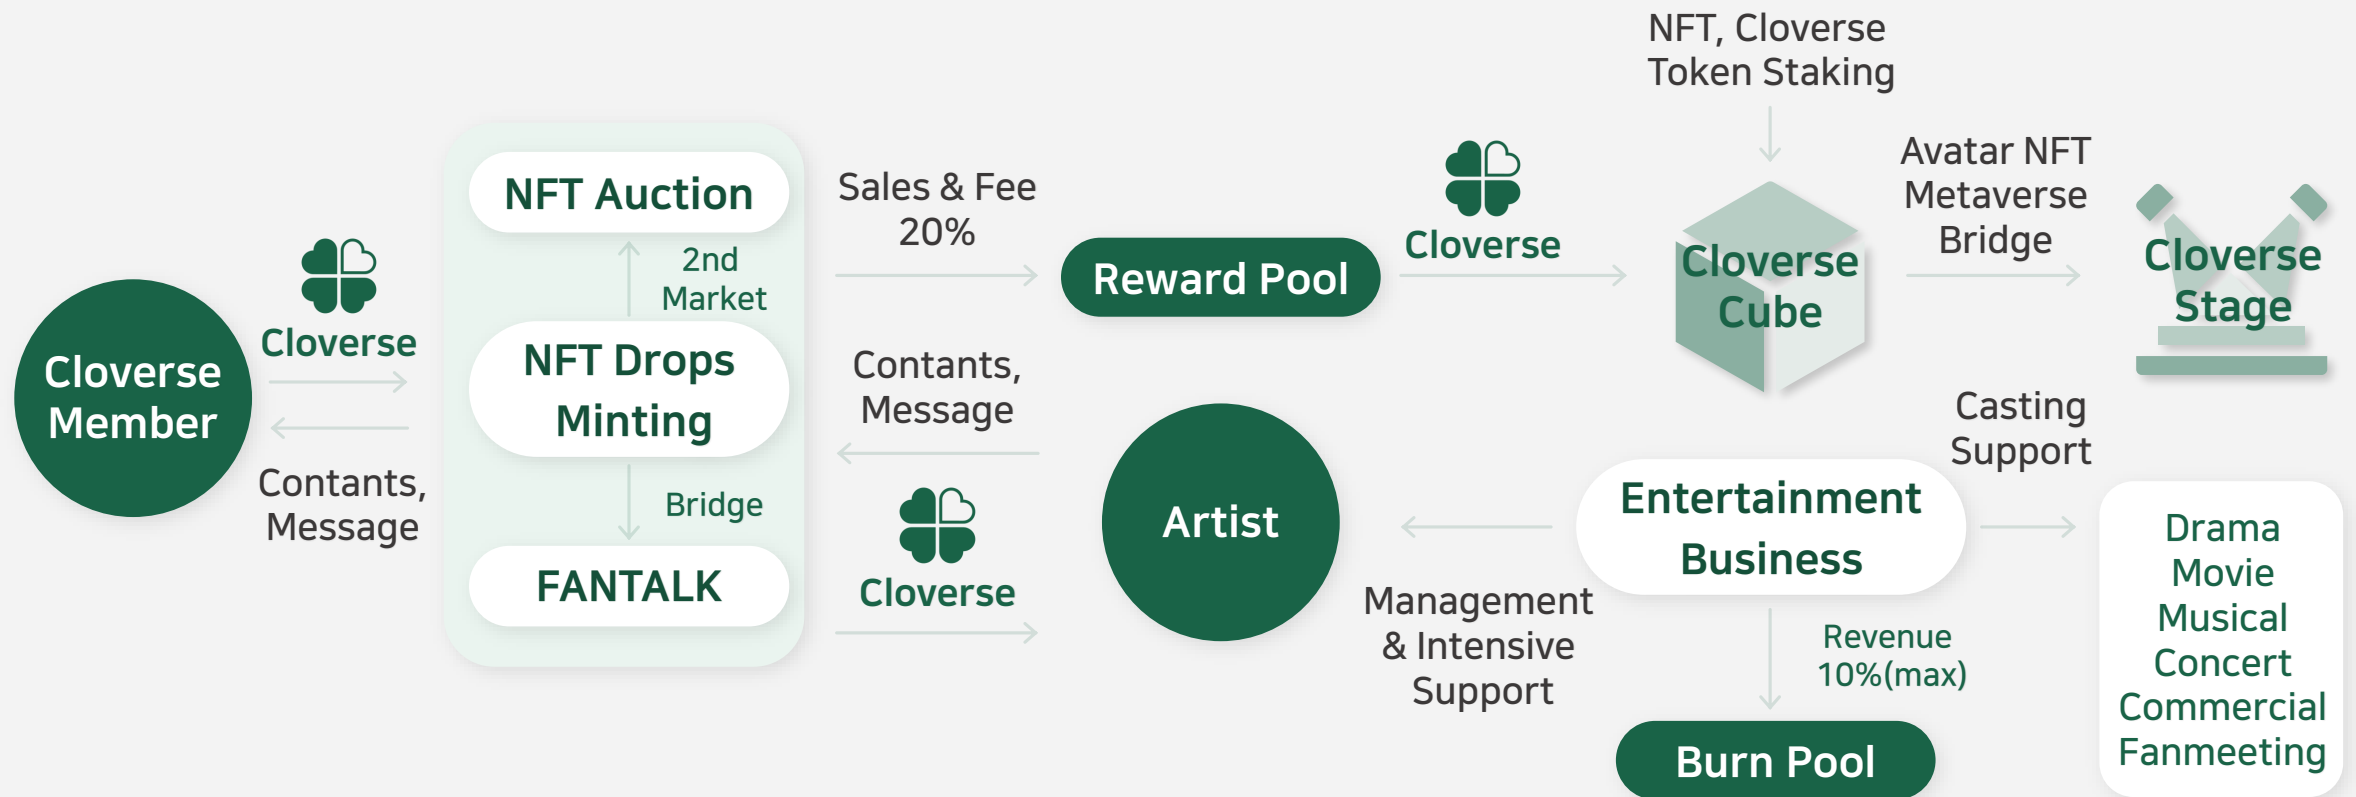 Cloverse
Member
Cloverse
Contants,
Message
NFT Auction
2nd
Market
NFT Drops
Minting
Bridge
FANTALK
Sales & Fee
20%
Contants,
Message
Cloverse
Reward Pool
Artist
Cloverse
NFT, Cloverse
Token Staking
Cloverse
Cube
Avatar NFT
Metaverse
Bridge
Cloverse
Stage
Management
& Intensive
Support
Entertainment
Business
Casting
Support
Revenue
10%(max)
Burn Pool
Drama
Movie
Musical
Concert
Commercial
Fanmeeting